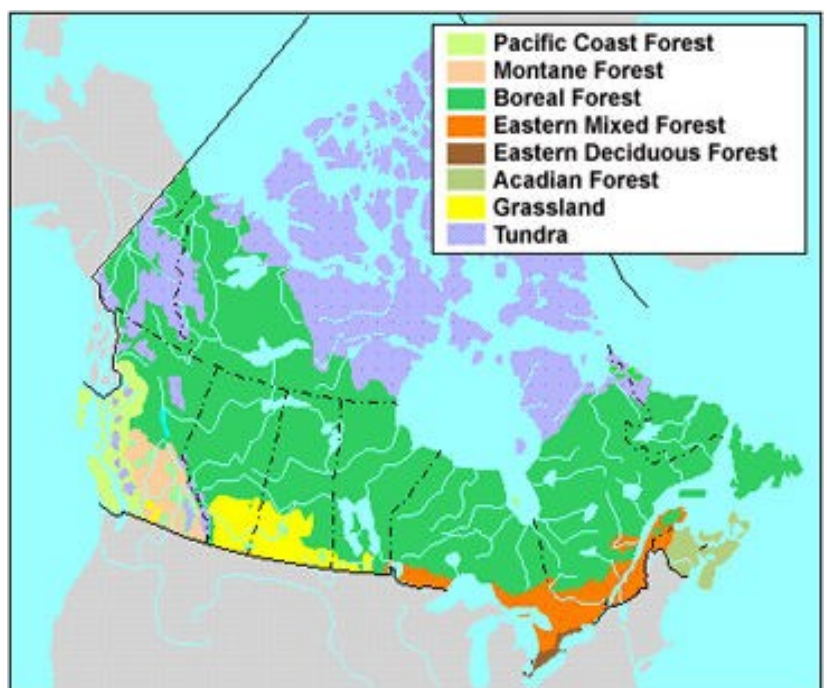 Pacific Coast Forest
Montane Forest
Boreal Forest
Eastern Mixed Forest
Eastern Deciduous Forest
Acadian Forest
Grassland
Tundra